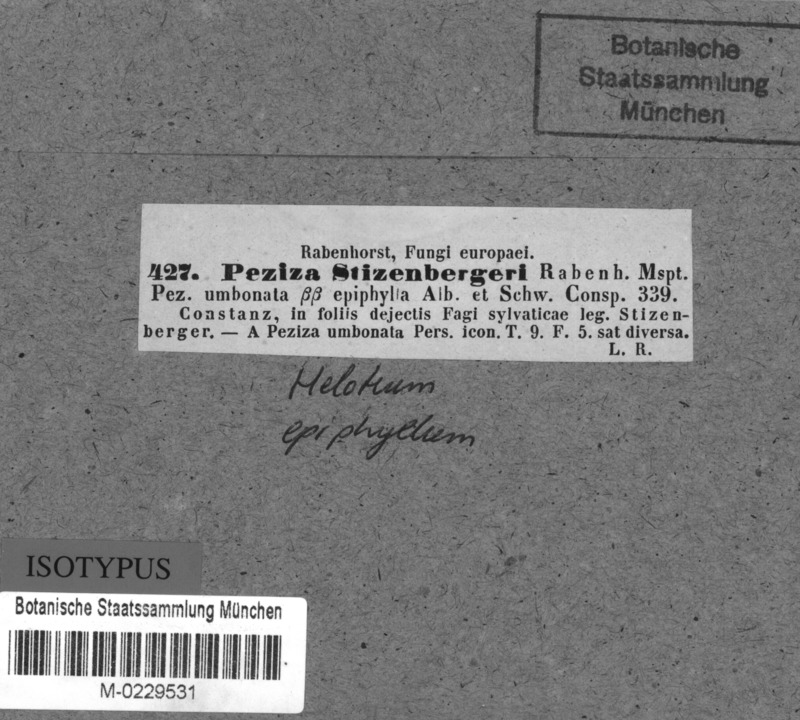 Botanische
Staatssammlung
München
Rabenhorst, Fungi europaei.
427. Peziza Stizenbergeri Rabenh. Mspt.
Pez. umbonata ββ epiphylla Alb. et Schw. Consp. 339.
Constanz, in foliis dejectis Fagi sylvaticae leg. Stizen-
berger. — A Peziza umbonata Pers. icon. T. 9. F. 5. sat diversa.
L. R.
Helotium
epiphyllum
ISOTYPUS
Botanische Staatssammlung München
M-0229531